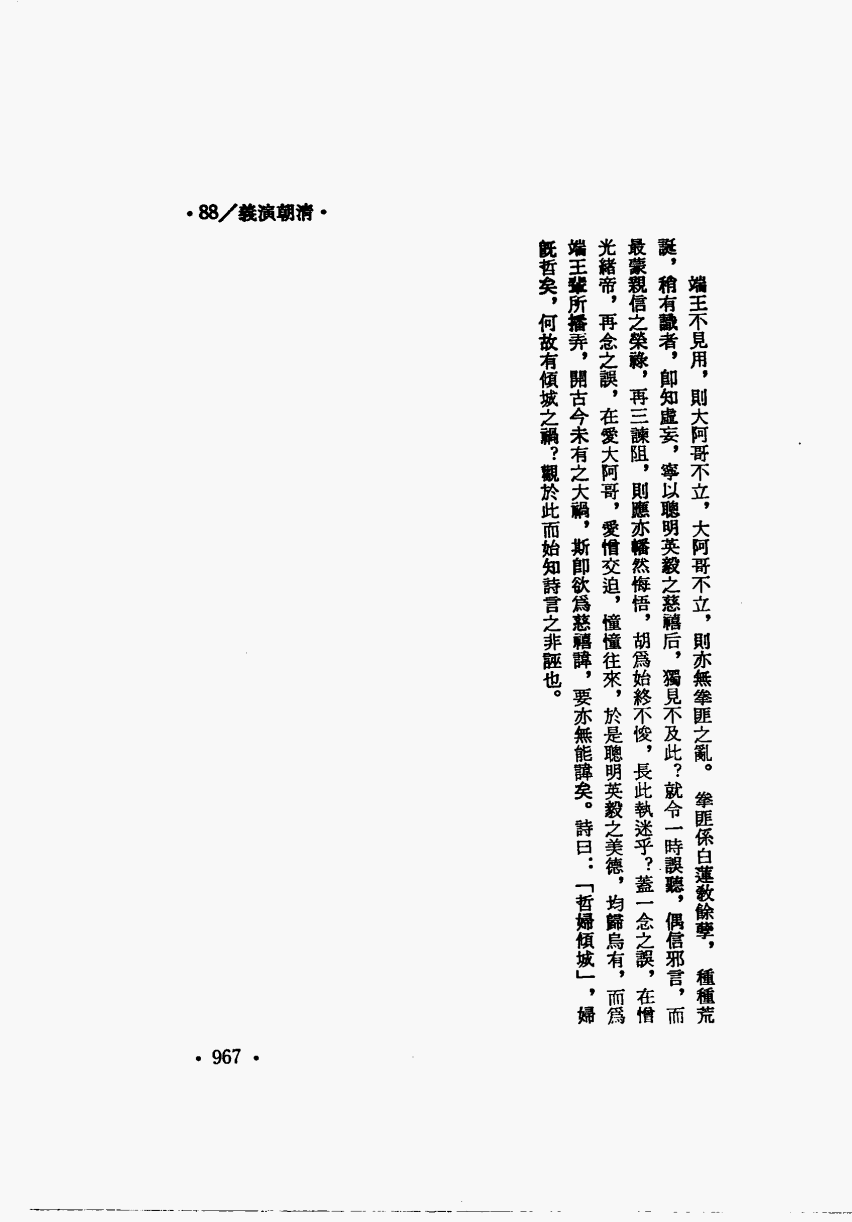 •88／義演朝清•
端王不見用，則大阿哥不立，大阿哥不立，則亦無拳匪之亂。拳匪係白蓮教餘孽，種種荒
誕，稍有識者，卽知虛妄，寧以聰明英毅之慈禧后，獨見不及此？就令一時誤聽，偶信邪言，而
最蒙親信之榮祿，再三諫阻，則應亦幡然悔悟，胡爲始終不悛，長此執迷乎？蓋一念之誤，在憎
光緒帝，再念之誤，在愛大阿哥，愛憎交迫，憧憧往來，於是聰明英毅之美德，均歸烏有，而爲
端王輩所播弄，開古今未有之大禍，斯卽欲爲慈禧諱，要亦無能諱矣。詩曰：「哲婦傾城」，婦
旣哲矣，何故有傾城之禍？觀於此而始知詩言之非誣也。
• 967 •